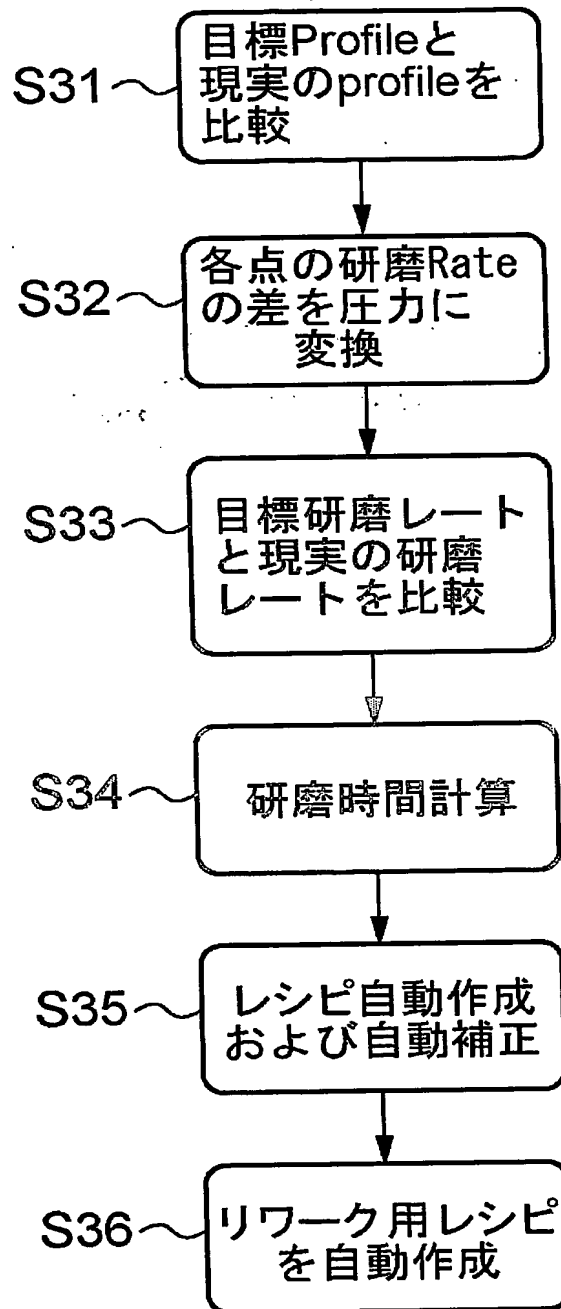 S31
目標Profileと
現実のprofileを
比較
S32
各点の研磨Rate
の差を圧力に
変換
S33
目標研磨レート
と現実の研磨
レートを比較
S34
研磨時間計算
S35
レシピ自動作成
および自動補正
S36
リワーク用レシピ
を自動作成